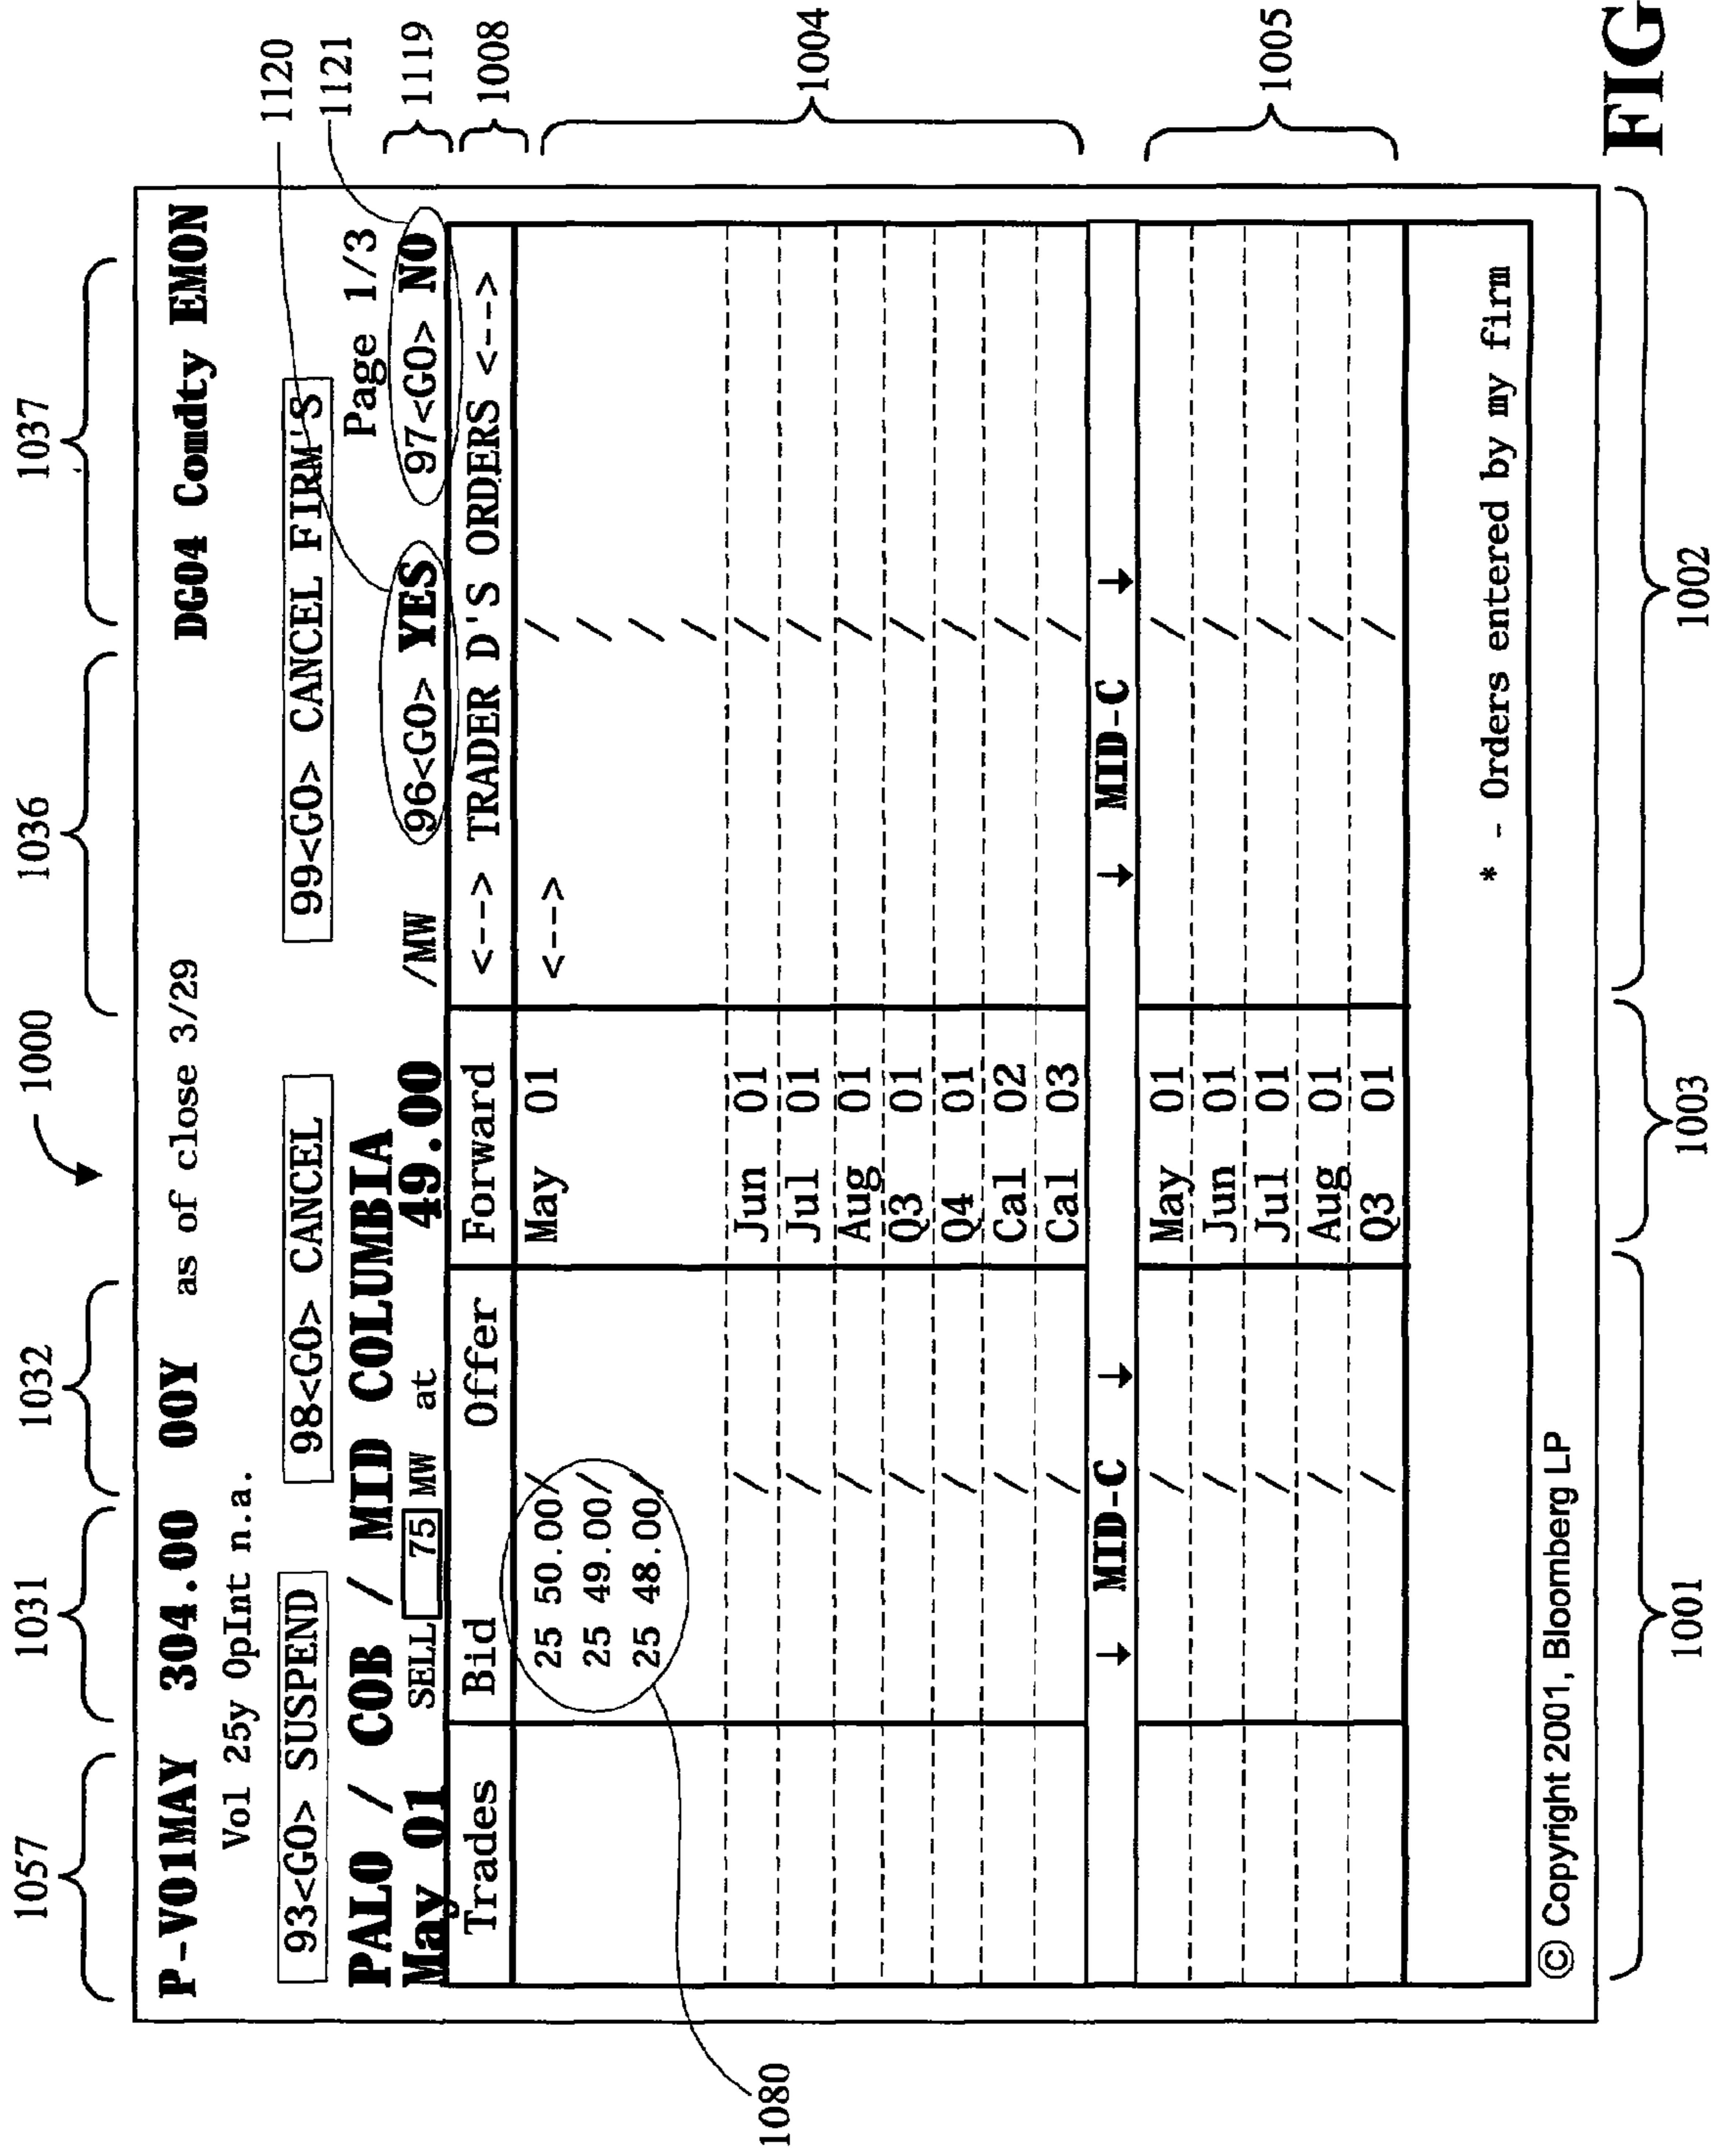 1057 1031 1032 1000 1036 1037
P-V01MAY 304.00 00Y as of close 3/29 DG04 Comdty EMON
Vol 25y OpInt n.a.
93<GO> SUSPEND 98<GO> CANCEL 99<GO> CANCEL FIRM'S
1120
1121
PALO / COB / MID COLUMBIA Page 1/3
May 01 SELL 75 MW at 49.00 /MW 96<GO> YES 97<GO> NO 1119
Trades Bid Offer Forward <--> TRADER D'S ORDERS <--> 1008
25 50.00/ May 01 <--> /
25 49.00/ /
25 48.00/ /
/
/ Jun 01 /
/ Jul 01 /
/ Aug 01 /
/ Q3 01 /
/ Q4 01 /
/ Cal 02 /
/ Cal 03 /
1004
↓ MID-C ↓ ↓ MID-C ↓
/ May 01 /
/ Jun 01 /
/ Jul 01 /
/ Aug 01 /
/ Q3 01 /
1005
1080
* - Orders entered by my firm
© Copyright 2001, Bloomberg LP
1001 1003 1002
FIG